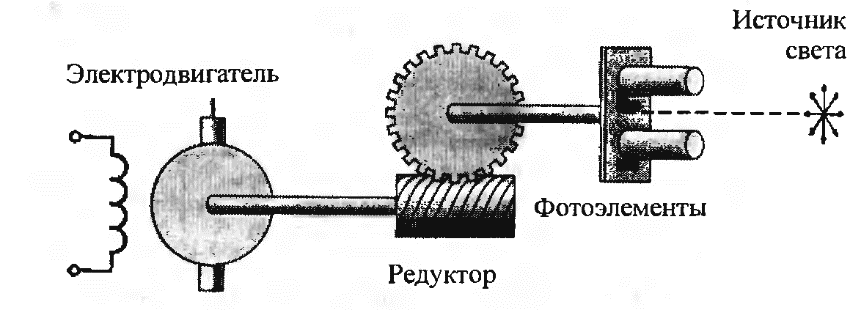 Источник
света
Электродвигатель
Фотоэлементы
Редуктор